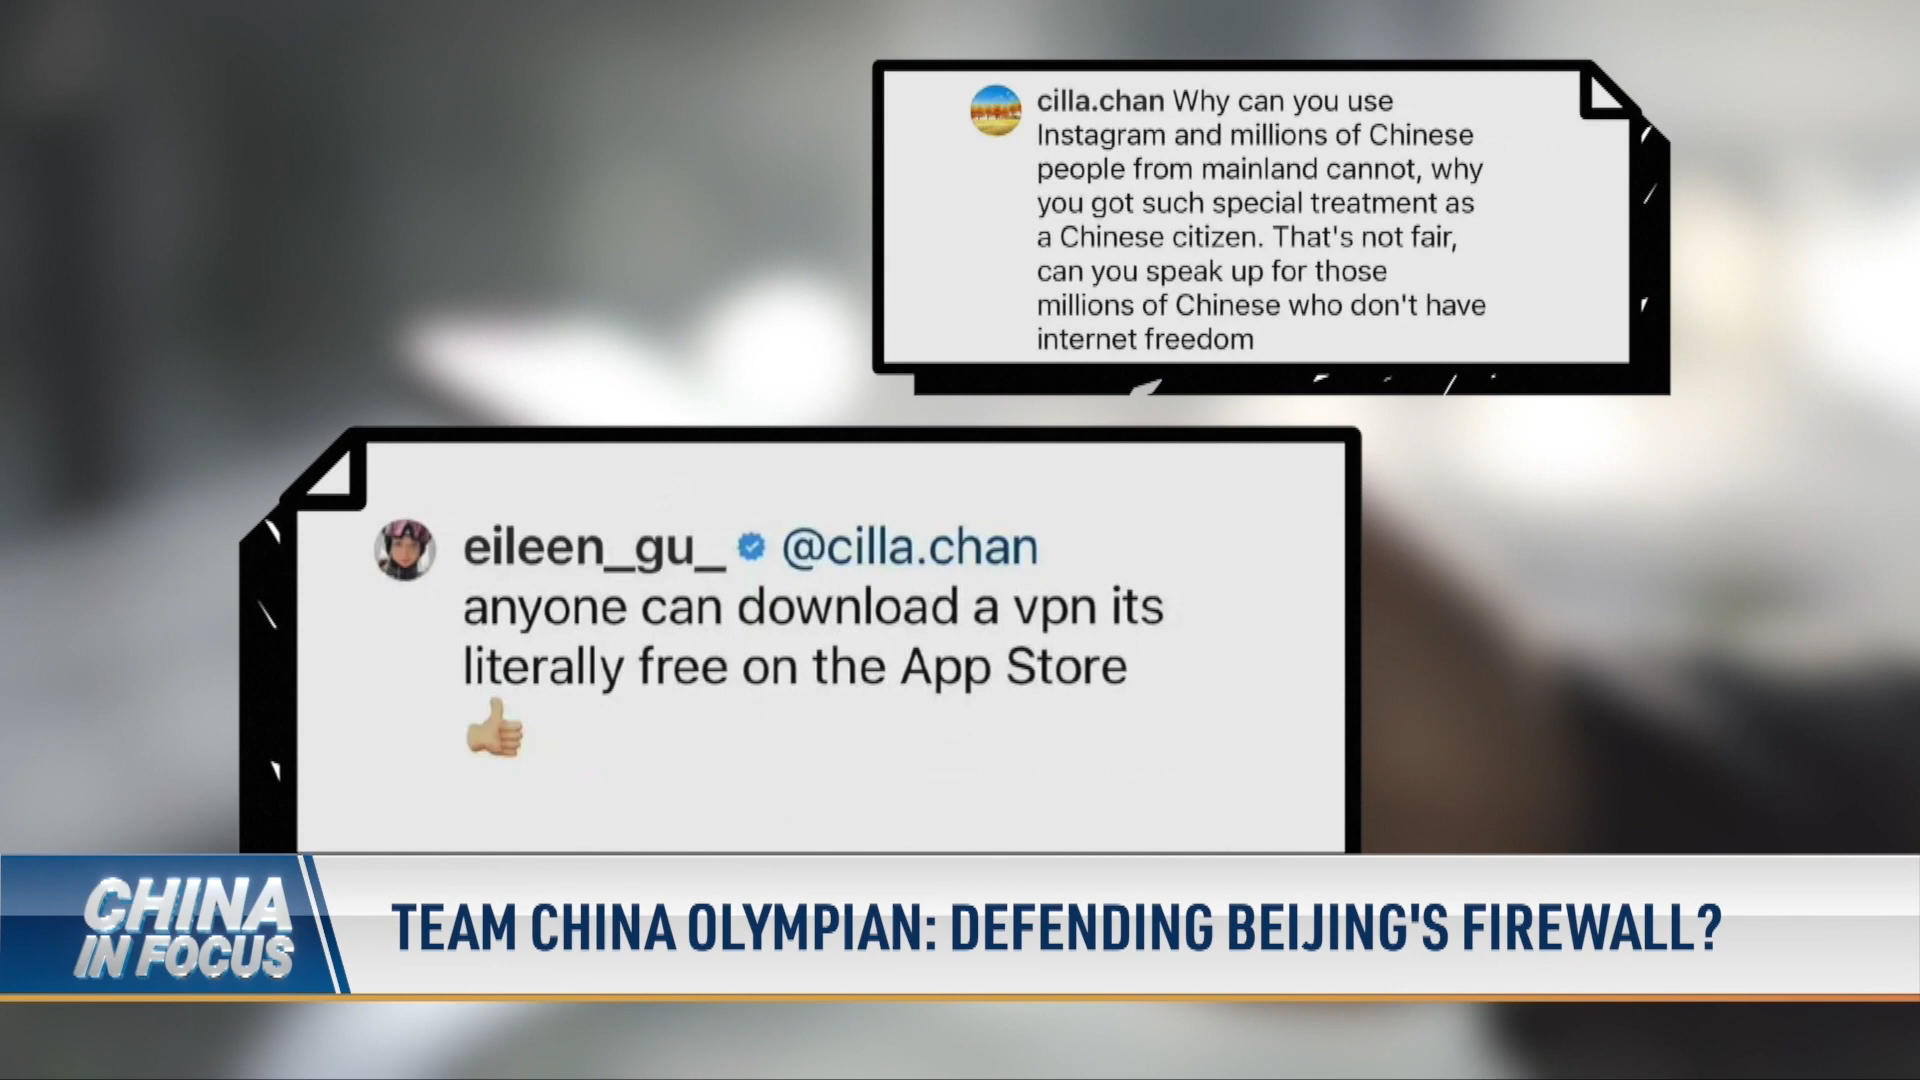 cilla.chan Why can you use
Instagram and millions of Chinese
people from mainland cannot, why
you got such special treatment as
a Chinese citizen. That's not fair,
can you speak up for those
millions of Chinese who don't have
internet freedom
eileen_gu_ @cilla.chan
anyone can download a vpn its
literally free on the App Store
👍🏼
CHINA
IN FOCUS
TEAM CHINA OLYMPIAN: DEFENDING BEIJING'S FIREWALL?